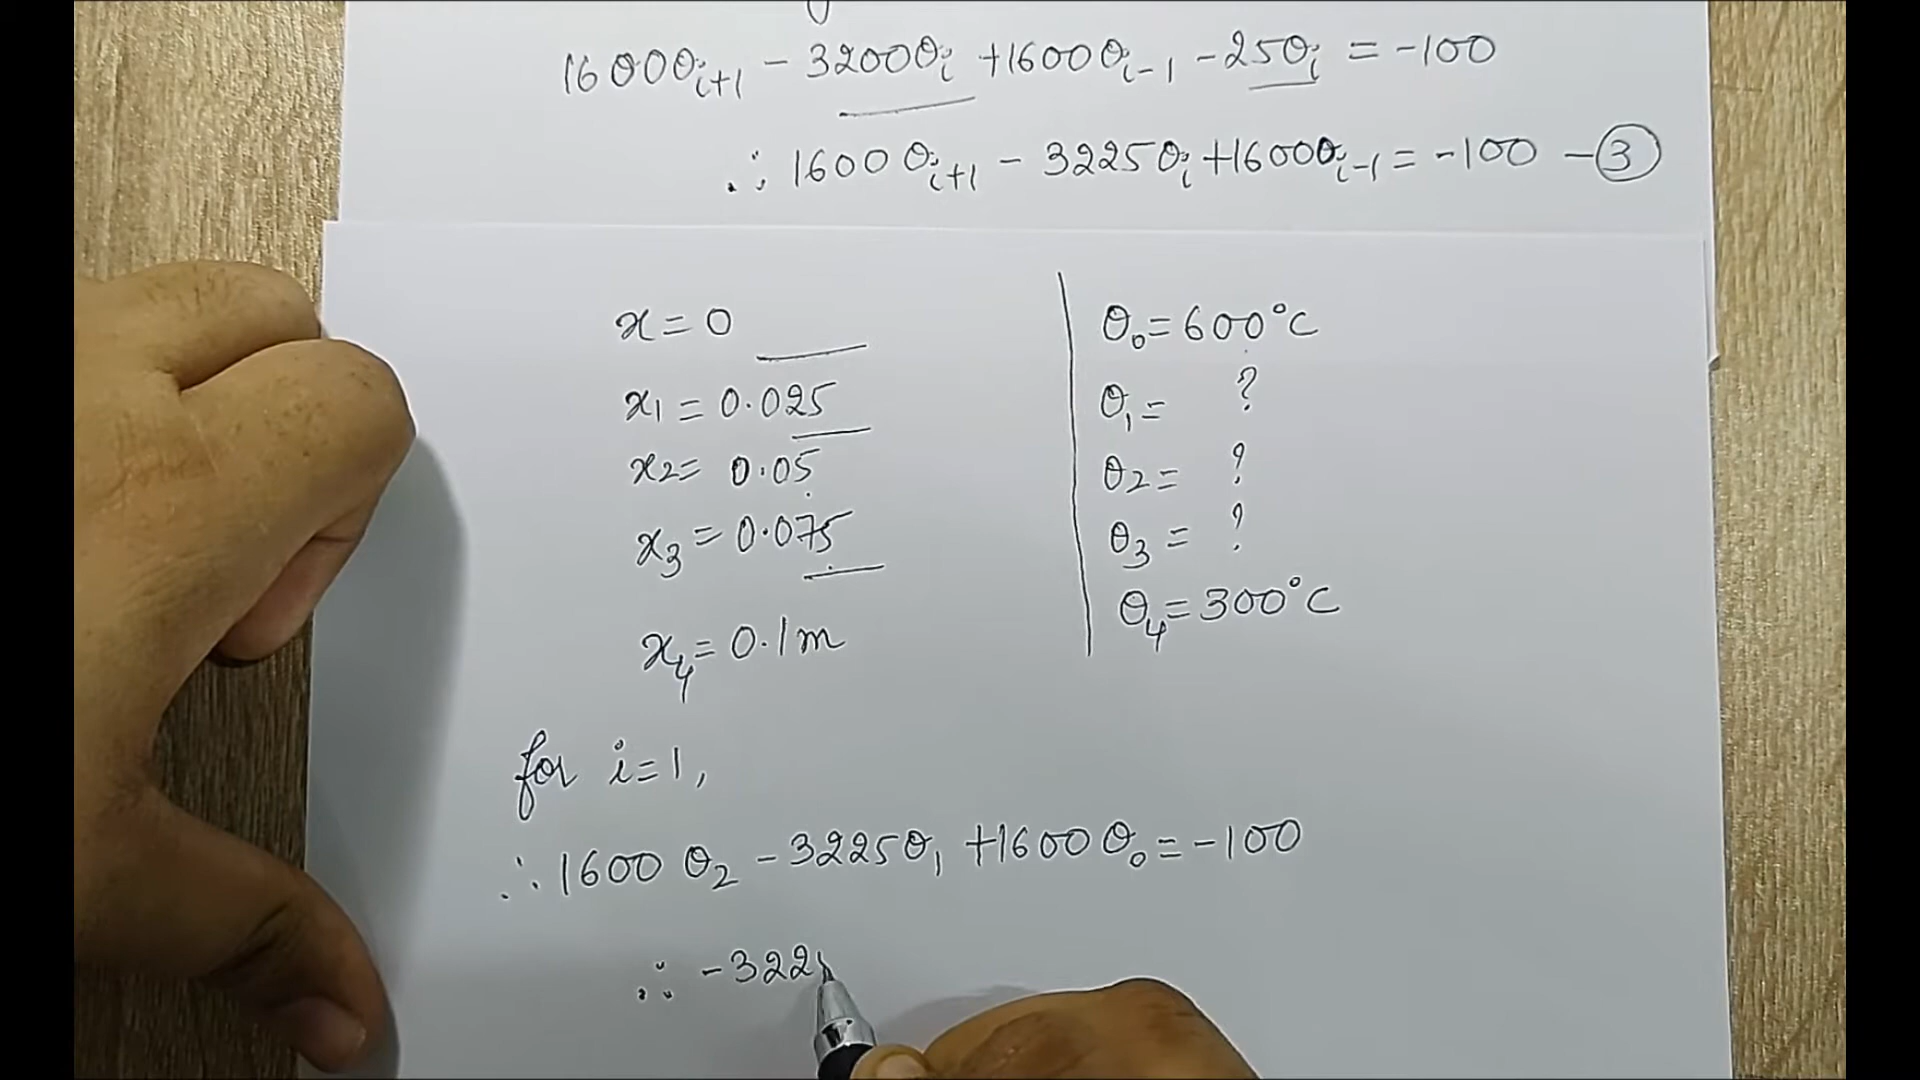 1600θᵢ₊₁ - 3200θᵢ + 1600θᵢ₋₁ - 25θᵢ = -100
∴ 1600θᵢ₊₁ - 3225θᵢ + 1600θᵢ₋₁ = -100 - ③
x = 0
x₁ = 0.025
x₂ = 0.05
x₃ = 0.075
x₄ = 0.1m
θ₀ = 600°C
θ₁ = ?
θ₂ = ?
θ₃ = ?
θ₄ = 300°C
for i=1,
∴ 1600θ₂ - 3225θ₁ + 1600θ₀ = -100
∴ -322